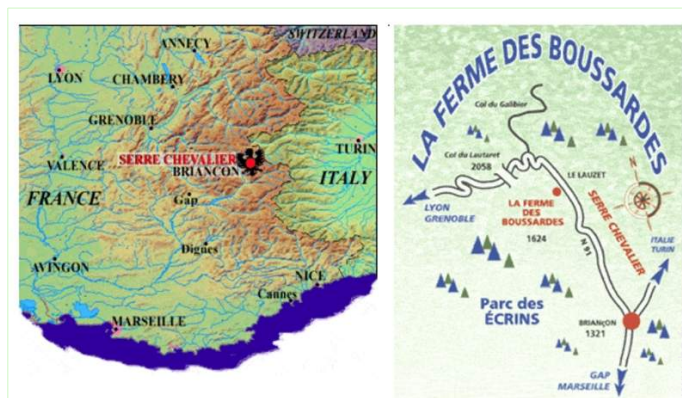 SWITZERLAND
ANNECY
LYON
CHAMBERY
GRENOBLE
TURIN
SERRE CHEVALIER
VALENCE
BRIANCON
ITALY
FRANCE
Gap
Dignes
AVINGON
NICE
Cannes
MARSEILLE
LA FERME DES BOUSSARDES
Col du Galibier
Col du Lautaret
2058
LE LAUZET
N
LYON
GRENOBLE
LA FERME
DES
BOUSSARDES
1624
SERRE CHEVALIER
N 91
ITALIE
TURIN
Parc des
ÉCRINS
BRIANÇON
1321
GAP
MARSEILLE